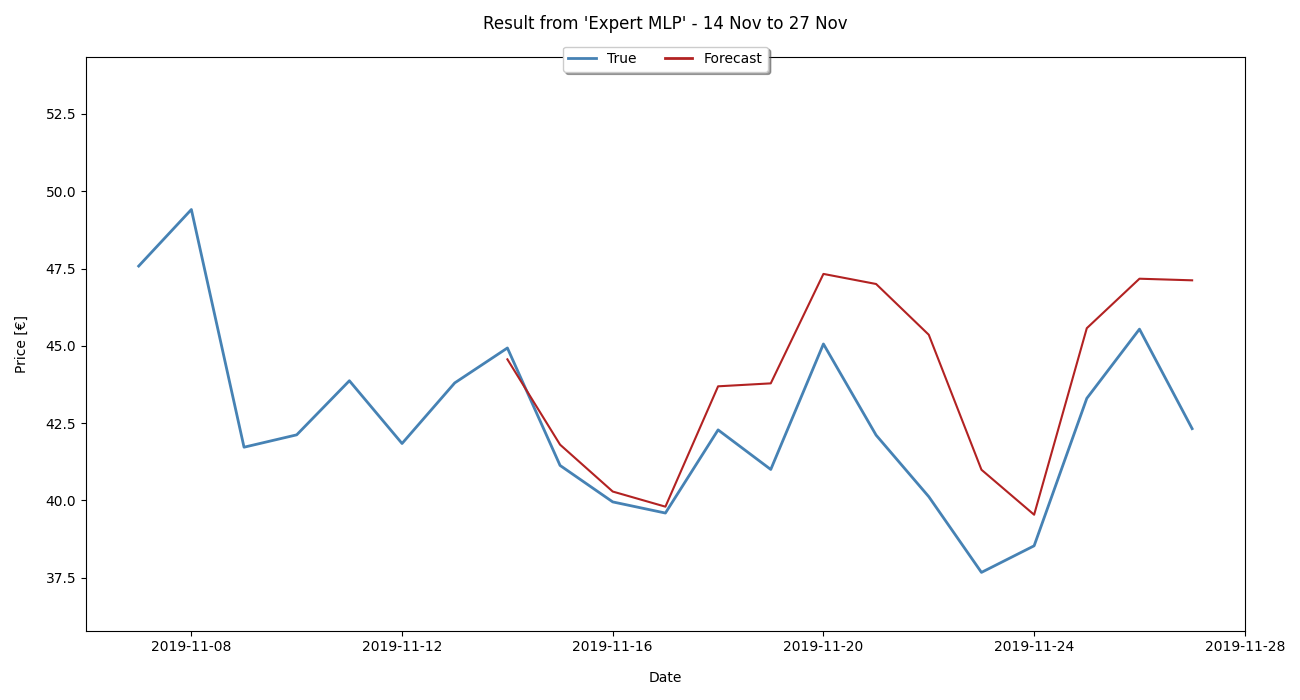 Result from 'Expert MLP' - 14 Nov to 27 Nov
True Forecast
Price [€]
52.5
50.0
47.5
45.0
42.5
40.0
37.5
2019-11-08 2019-11-12 2019-11-16 2019-11-20 2019-11-24 2019-11-28
Date